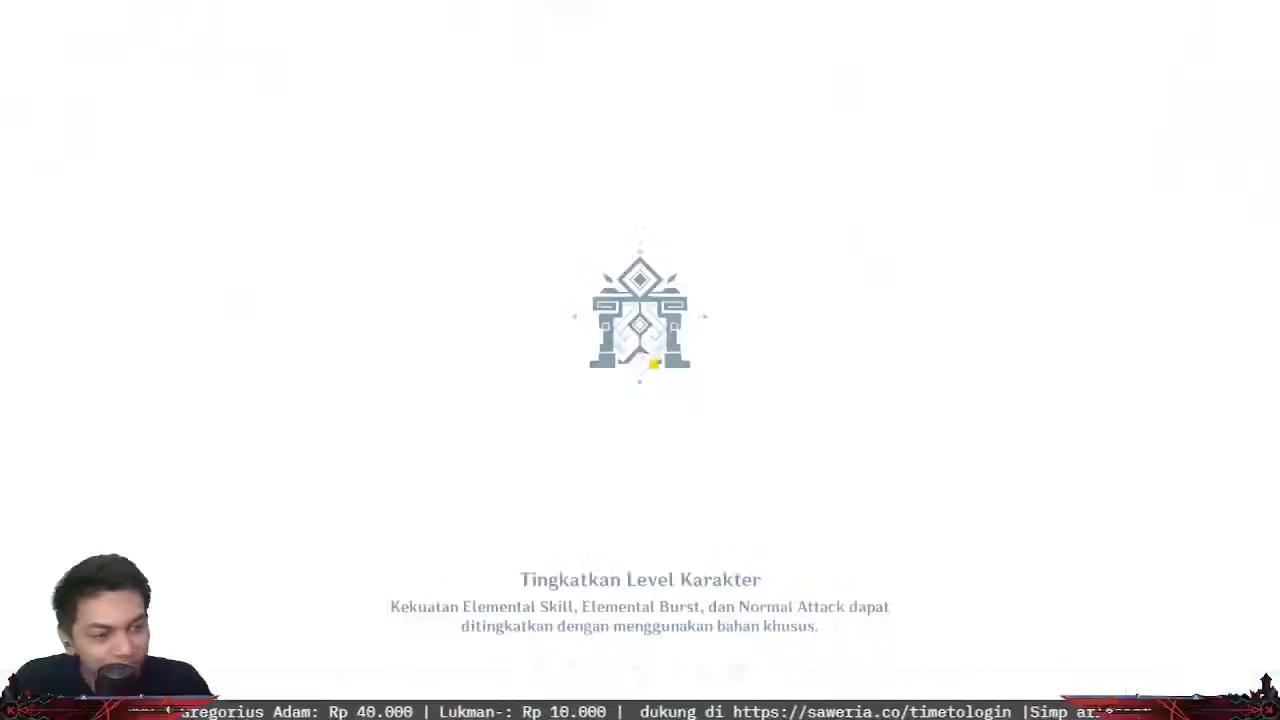 Tingkatkan Level Karakter
Kekuatan Elemental Skill, Elemental Burst, dan Normal Attack dapat
ditingkatkan dengan menggunakan bahan khusus.
Gregorius Adam: Rp 40.000 | Lukman-: Rp 10.000 | dukung di https://saweria.co/timetologin |Simp